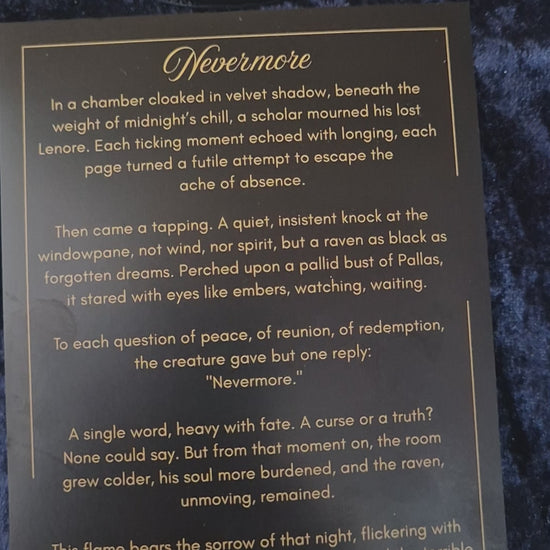 Nevermore
In a chamber cloaked in velvet shadow, beneath the
weight of midnight's chill, a scholar mourned his lost
Lenore. Each ticking moment echoed with longing, each
page turned a futile attempt to escape the
ache of absence.
Then came a tapping. A quiet, insistent knock at the
windowpane, not wind, nor spirit, but a raven as black as
forgotten dreams. Perched upon a pallid bust of Pallas,
it stared with eyes like embers, watching, waiting.
To each question of peace, of reunion, of redemption,
the creature gave but one reply:
"Nevermore."
A single word, heavy with fate. A curse or a truth?
None could say. But from that moment on, the room
grew colder, his soul more burdened, and the raven,
unmoving, remained.
This flame bears the sorrow of that night, flickering with